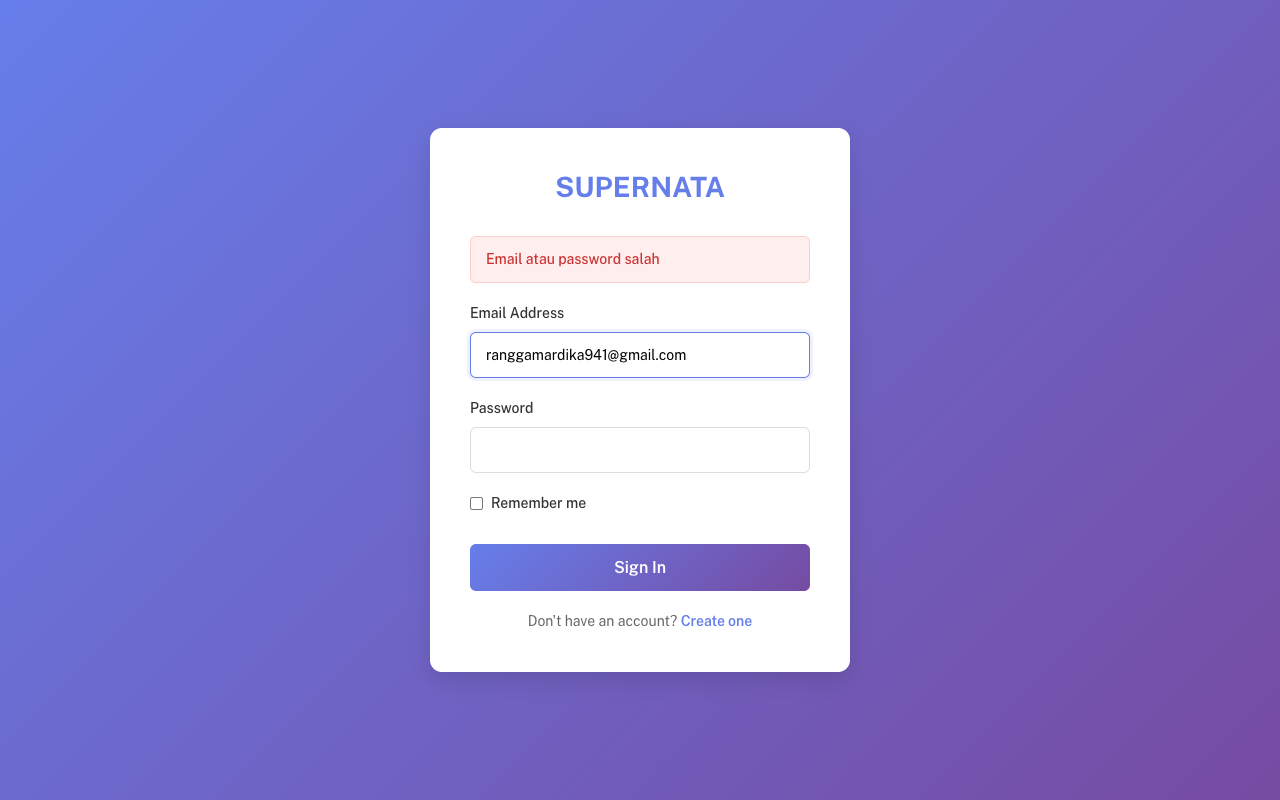 SUPERNATA
Email atau password salah
Email Address
ranggamardika941@gmail.com
Password
Remember me
Sign In
Don't have an account? Create one